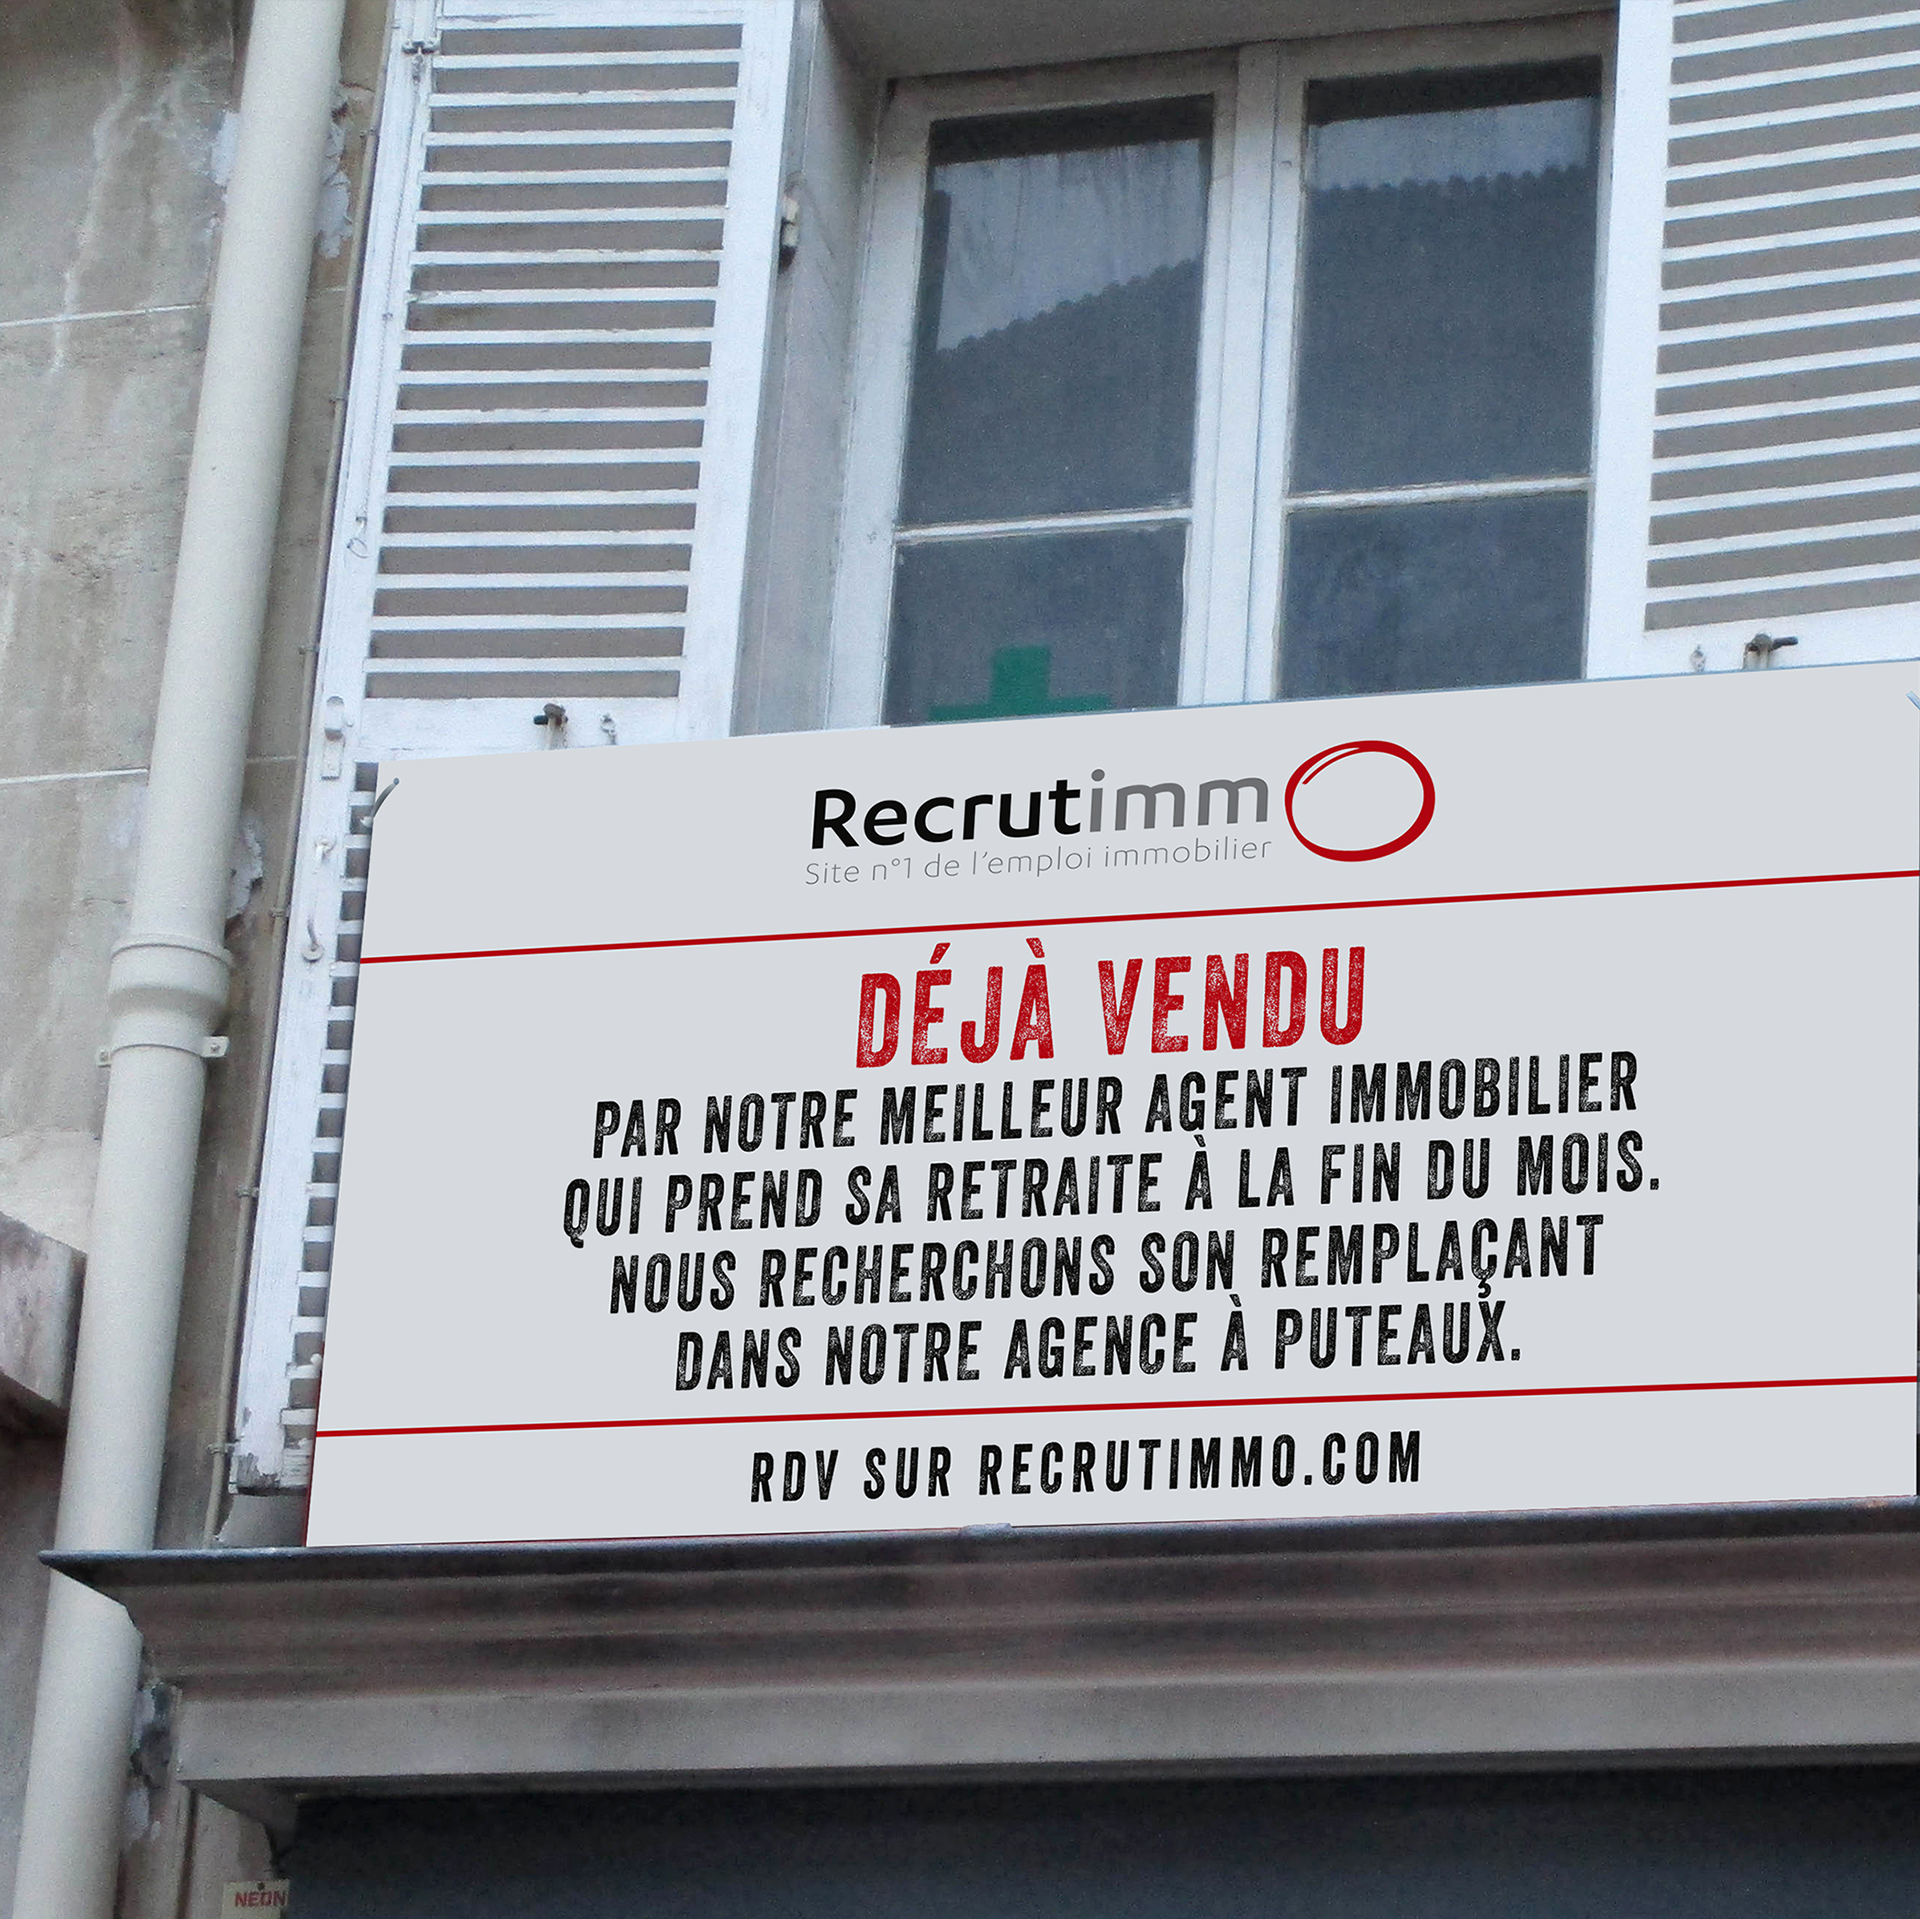 Recrutimmo
Site n°1 de l'emploi immobilier
DÉJÀ VENDU
PAR NOTRE MEILLEUR AGENT IMMOBILIER
QUI PREND SA RETRAITE À LA FIN DU MOIS.
NOUS RECHERCHONS SON REMPLAÇANT
DANS NOTRE AGENCE À PUTEAUX.
RDV SUR RECRUTIMMO.COM
NEON